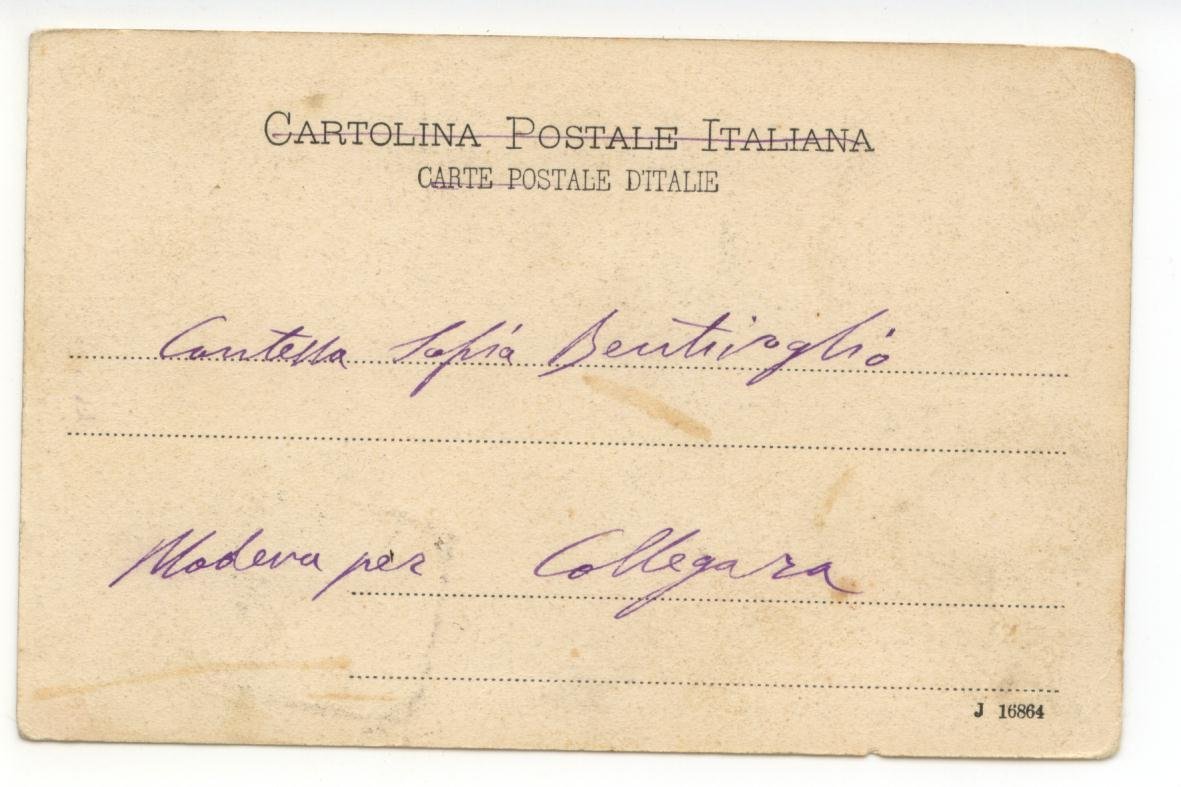 CARTOLINA POSTALE ITALIANA
CARTE POSTALE D'ITALIE
Contessa Sofia Bentivoglio
Modena per Collegara
J 16864